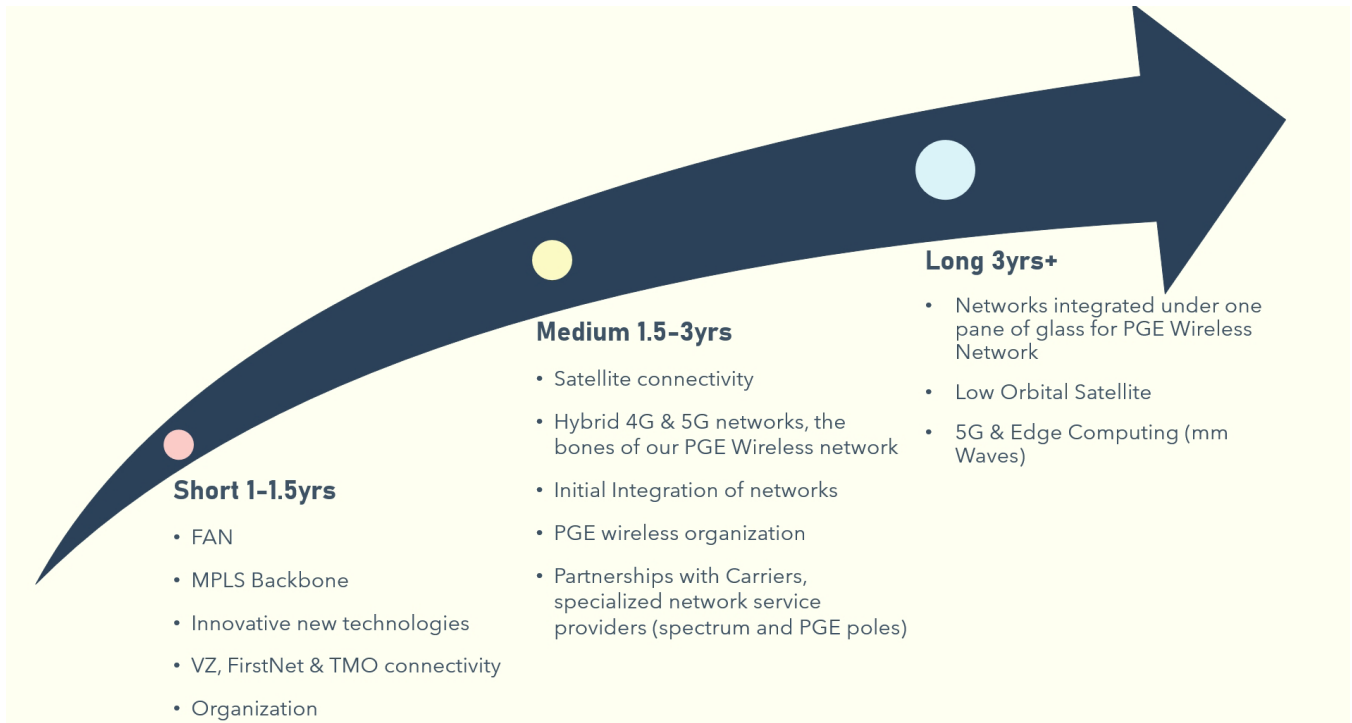 Short 1-1.5yrs
• FAN
• MPLS Backbone
• Innovative new technologies
• VZ, FirstNet & TMO connectivity
• Organization
Medium 1.5-3yrs
• Satellite connectivity
• Hybrid 4G & 5G networks, the
bones of our PGE Wireless network
• Initial Integration of networks
• PGE wireless organization
• Partnerships with Carriers,
specialized network service
providers (spectrum and PGE poles)
Long 3yrs+
• Networks integrated under one
pane of glass for PGE Wireless
Network
• Low Orbital Satellite
• 5G & Edge Computing (mm
Waves)